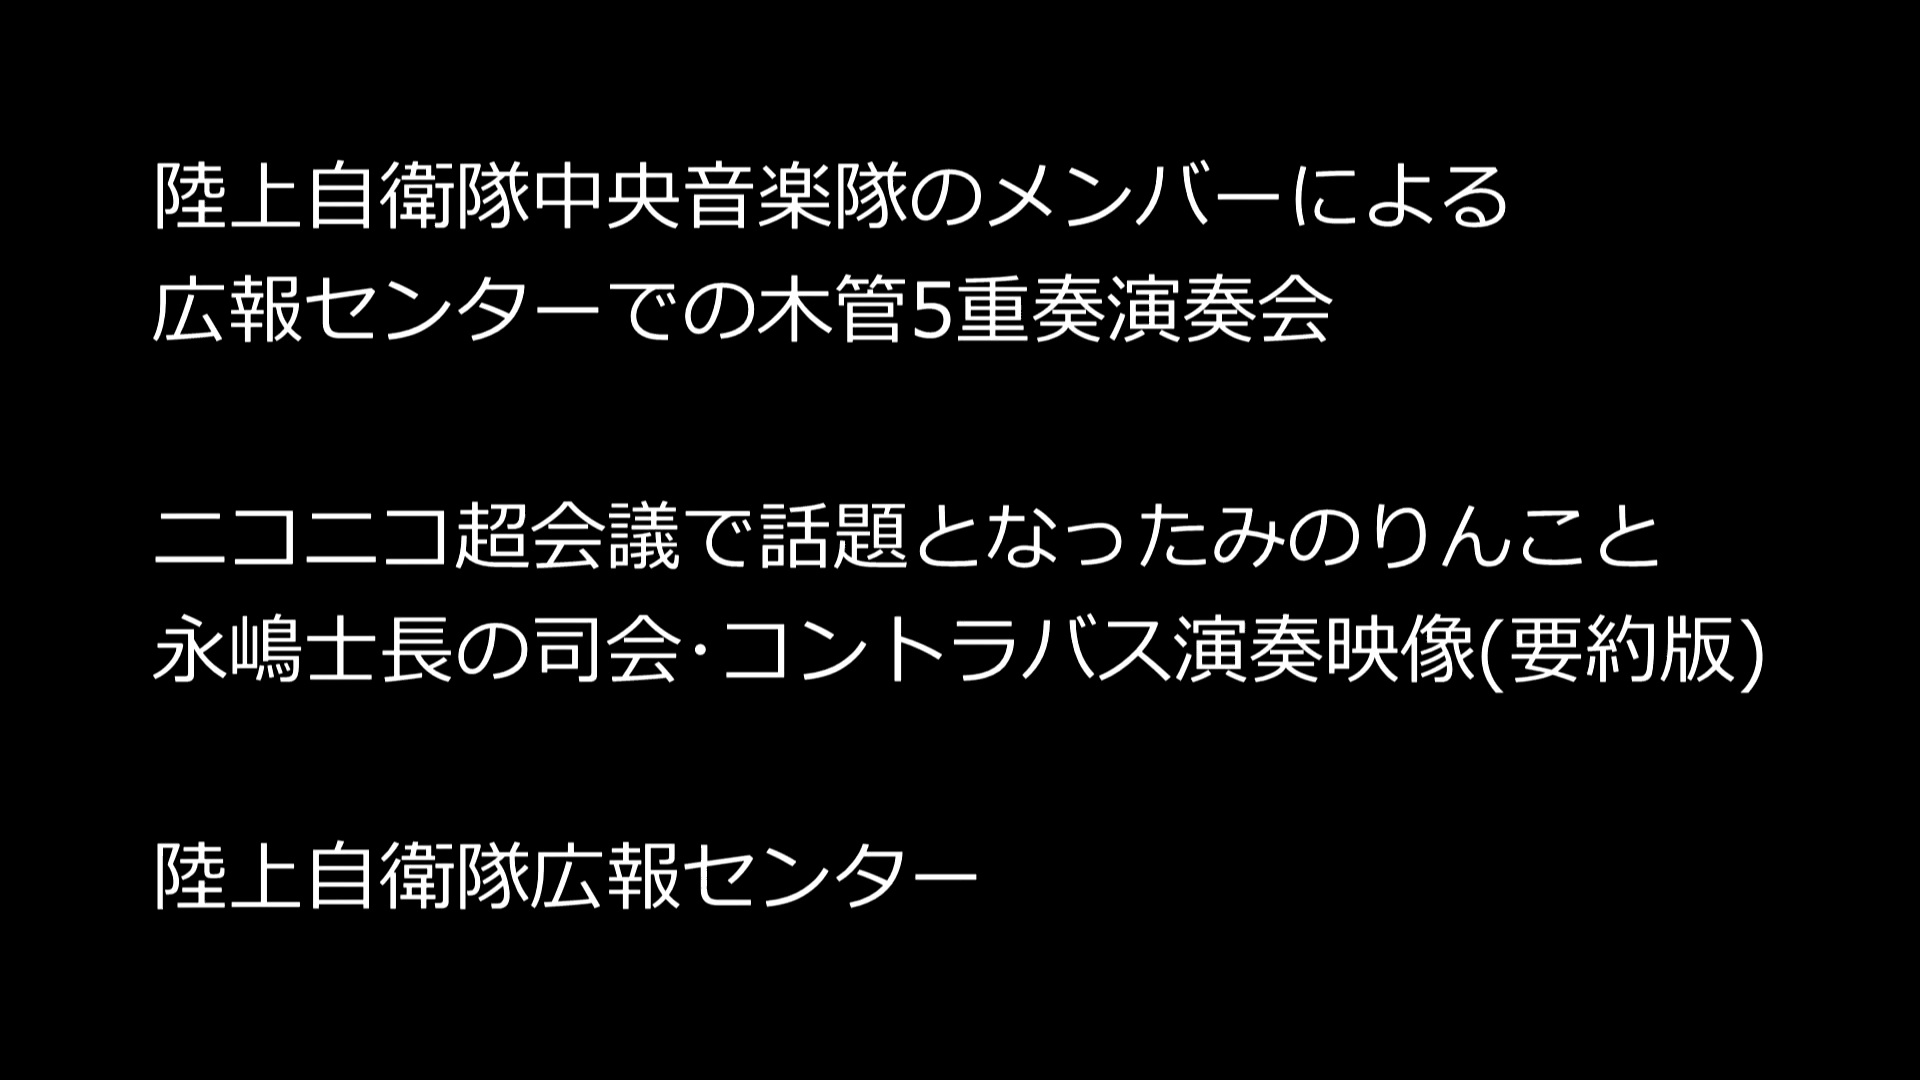 陸上自衛隊中央音楽隊のメンバーによる
広報センターでの木管5重奏演奏会
ニコニコ超会議で話題となったみのりんこと
永嶋士長の司会･コントラバス演奏映像(要約版)
陸上自衛隊広報センター